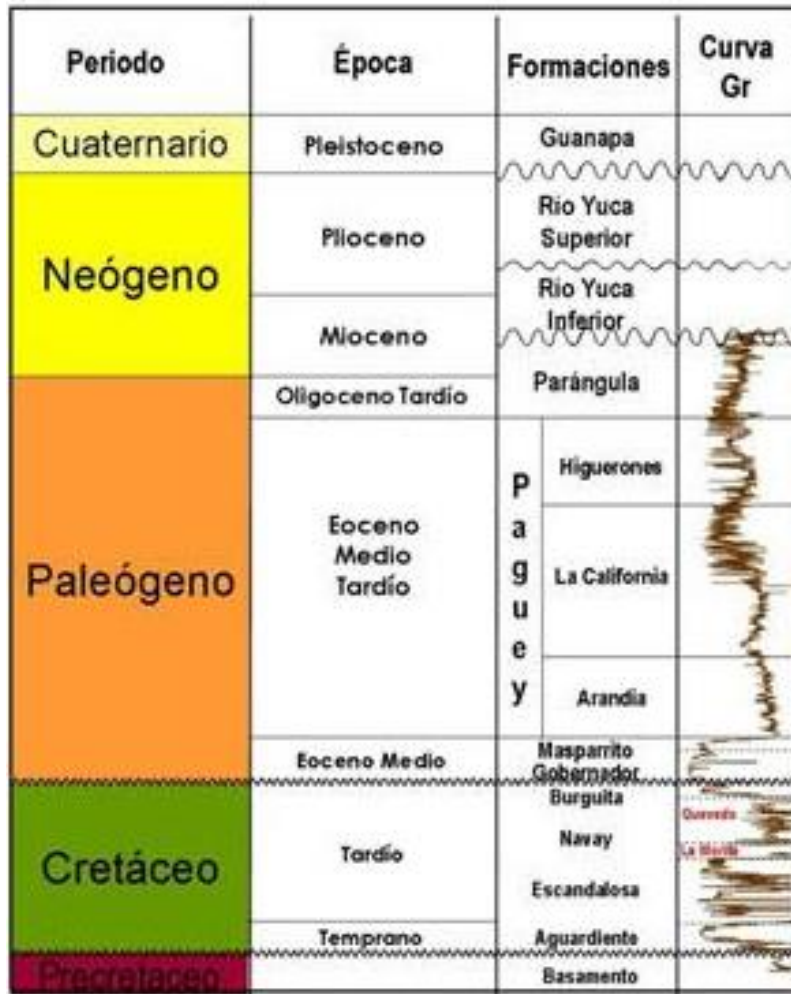 Periodo Época Formaciones Curva Gr
Cuaternario Pleistoceno Guanapa
Neógeno
Plioceno
Rio Yuca
Superior
Rio Yuca
Inferior
Mioceno
Parángula
Paleógeno
Oligoceno Tardío
Eoceno
Medio
Tardío
Paguey
Higuerones
La California
Arandia
Eoceno Medio
Masparrito
Gobernador
Cretáceo
Tardío
Burguita
Quevedo
Navay
La Morita
Escandalosa
Temprano
Aguardiente
Precretaceo
Basamento